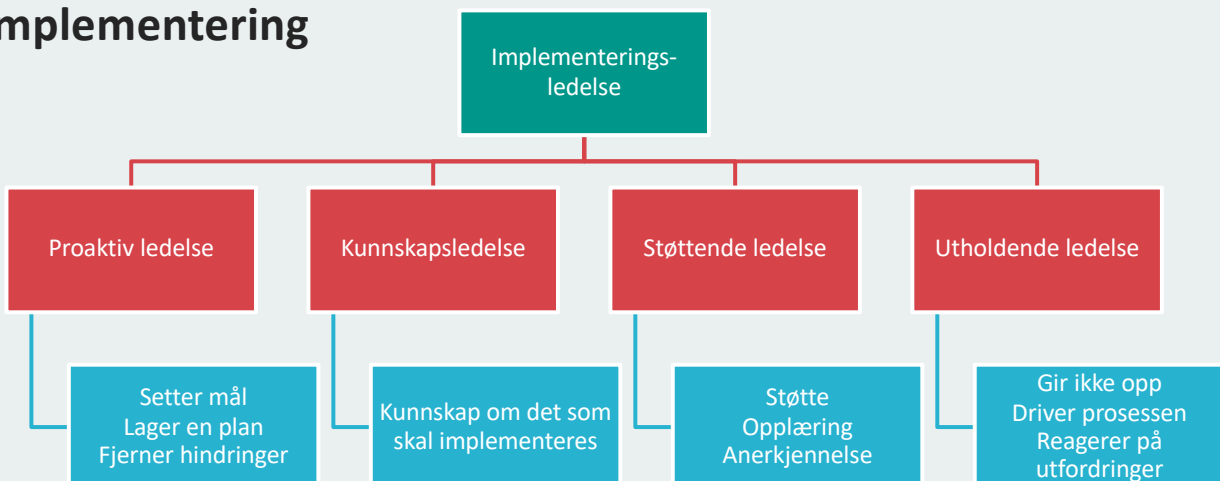 mplementering
Implementerings-
ledelse
Proaktiv ledelse
Kunnskapsledelse
Støttende ledelse
Utholdende ledelse
Setter mål
Lager en plan
Fjerner hindringer
Kunnskap om det som
skal implementeres
Støtte
Opplæring
Anerkjennelse
Gir ikke opp
Driver prosessen
Reagerer på
utfordringer